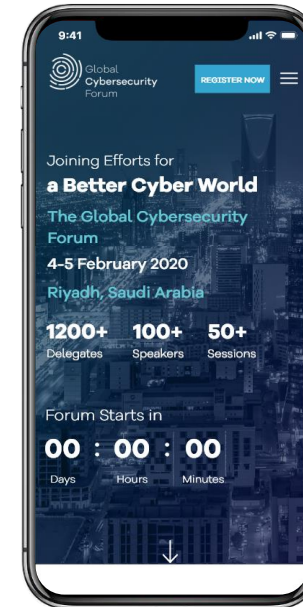 9:41
Global
Cybersecurity
Forum
REGISTER NOW
Joining Efforts for
a Better Cyber World
The Global Cybersecurity
Forum
4-5 February 2020
Riyadh, Saudi Arabia
1200+ 100+ 50+
Delegates Speakers Sessions
Forum Starts in
00 : 00 : 00
Days Hours Minutes